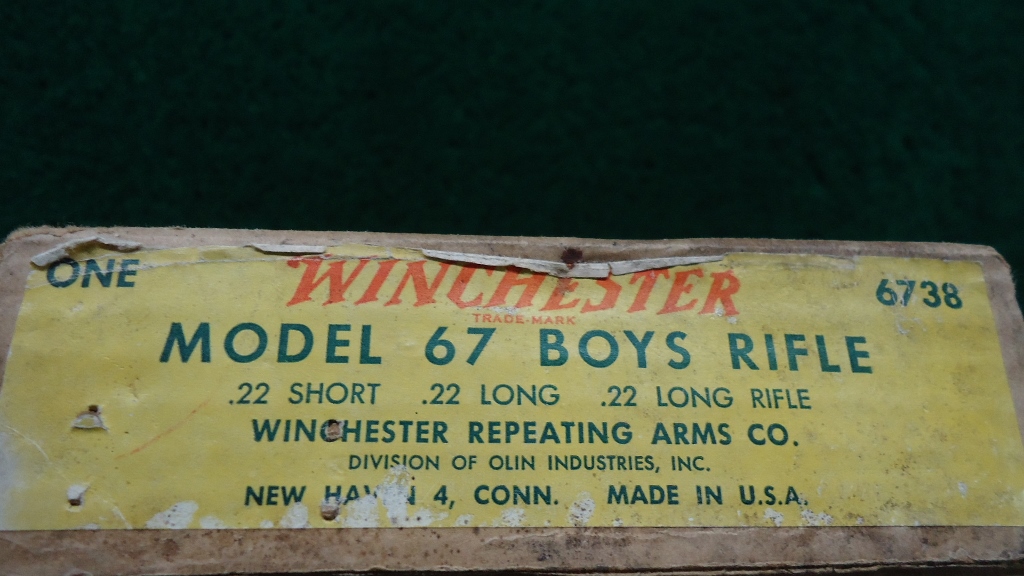 ONE WINCHESTER 6738
TRADE-MARK
MODEL 67 BOYS RIFLE
.22 SHORT .22 LONG .22 LONG RIFLE
WINCHESTER REPEATING ARMS CO.
DIVISION OF OLIN INDUSTRIES, INC.
NEW HAVEN 4, CONN. MADE IN U.S.A.